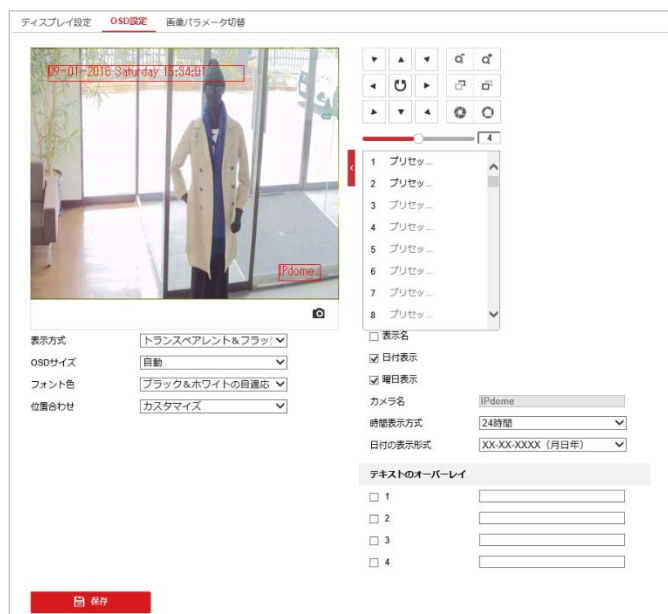 ディスプレイ設定 OSD設定 画像パラメータ切替
09-01-2018 Saturday 15:34:01
IPdome
4
1 プリセッ...
2 プリセッ...
3 プリセッ...
4 プリセッ...
5 プリセッ...
6 プリセッ...
7 プリセッ...
8 プリセッ...
表示方式 トランスペアレント&フラッ
OSDサイズ 自動
フォント色 ブラック&ホワイトの自適応
位置合わせ カスタマイズ
表示名
日付表示
曜日表示
カメラ名 IPdome
時間表示方式 24時間
日付の表示形式 XX-XX-XXXX（月日年）
テキストのオーバーレイ
1
2
3
4
保存